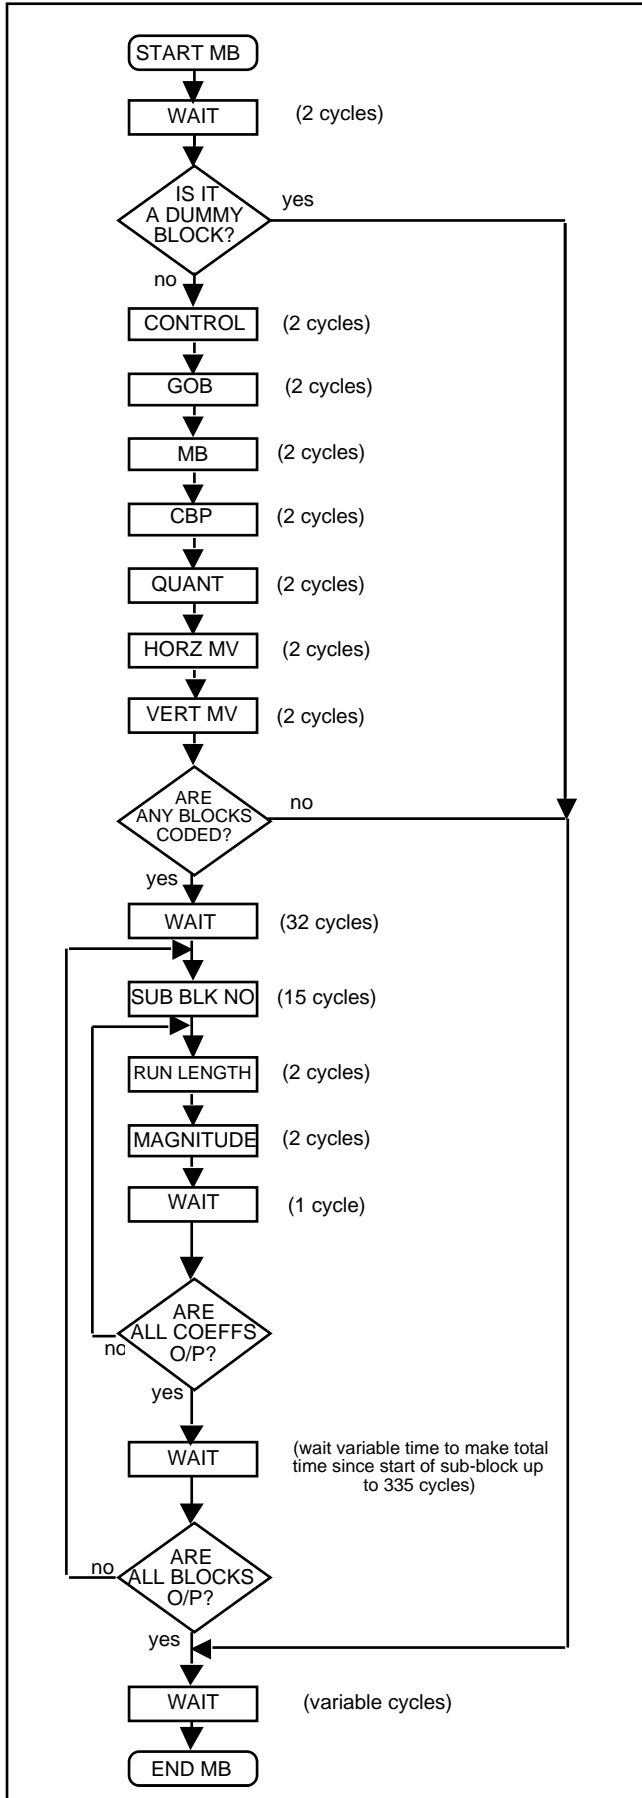 START MB
WAIT (2 cycles)
IS IT
A DUMMY
BLOCK?
yes
no
CONTROL (2 cycles)
GOB (2 cycles)
MB (2 cycles)
CBP (2 cycles)
QUANT (2 cycles)
HORZ MV (2 cycles)
VERT MV (2 cycles)
ARE
ANY BLOCKS
CODED?
no
yes
WAIT (32 cycles)
SUB BLK NO (15 cycles)
RUN LENGTH (2 cycles)
MAGNITUDE (2 cycles)
WAIT (1 cycle)
ARE
ALL COEFFS
O/P?
no
yes
WAIT
(wait variable time to make total
time since start of sub-block up
to 335 cycles)
ARE
ALL BLOCKS
O/P?
no
yes
WAIT (variable cycles)
END MB